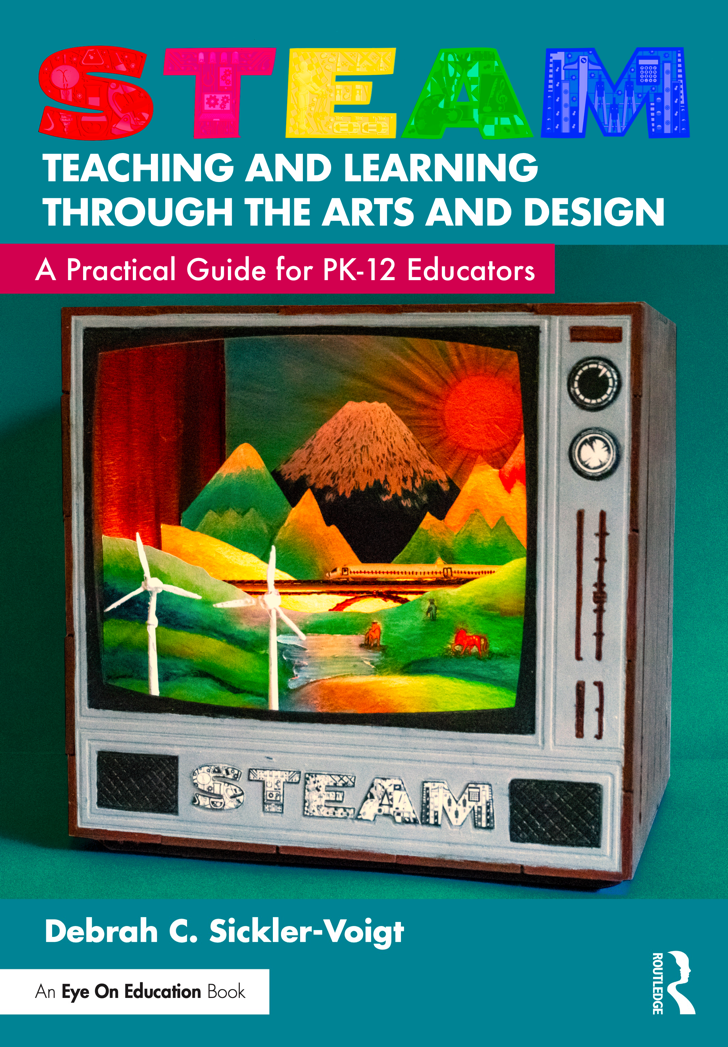 STEAM
TEACHING AND LEARNING
THROUGH THE ARTS AND DESIGN
A Practical Guide for PK-12 Educators
STEAM
Debrah C. Sickler-Voigt
An Eye On Education Book
ROUTLEDGE